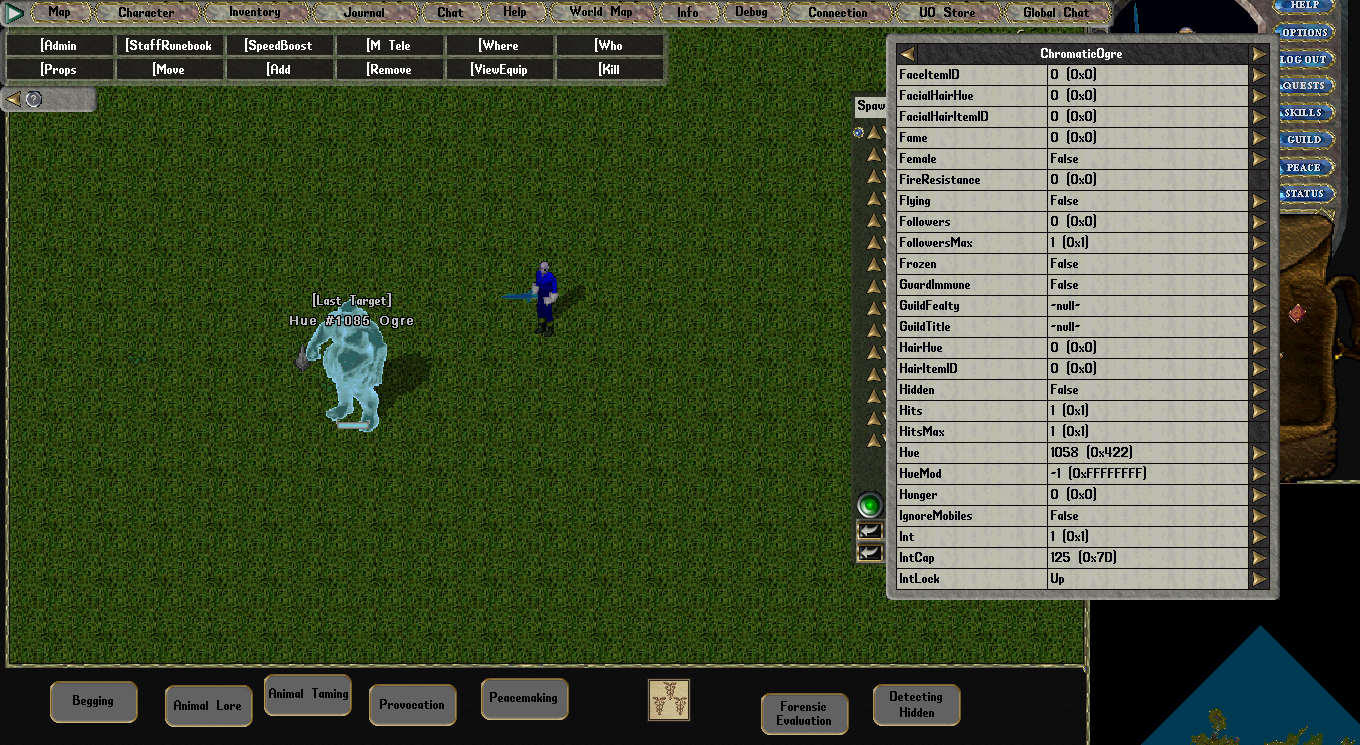 Map Character Inventory Journal Chat Help World Map Info Debug Connection UO Store Global Chat
[Admin [StaffRunebook [SpeedBoost [M Tele [Where [Who
[Props [Move [Add [Remove [ViewEquip [Kill
?
HELP
OPTIONS
LOG OUT
QUESTS
SKILLS
GUILD
PEACE
STATUS
Spaw
ChromaticOgre
FaceItemID 0 (0x0)
FacialHairHue 0 (0x0)
FacialHairItemID 0 (0x0)
Fame 0 (0x0)
Female False
FireResistance 0 (0x0)
Flying False
Followers 0 (0x0)
FollowersMax 1 (0x1)
Frozen False
GuardImmune False
GuildFealty -null-
GuildTitle -null-
HairHue 0 (0x0)
HairItemID 0 (0x0)
Hidden False
Hits 1 (0x1)
HitsMax 1 (0x1)
Hue 1058 (0x422)
HueMod -1 (0xFFFFFFFF)
Hunger 0 (0x0)
IgnoreMobiles False
Int 1 (0x1)
IntCap 125 (0x7D)
IntLock Up
[Last Target]
Hue #1085 Ogre
Begging
Animal Lore
Animal Taming
Provocation
Peacemaking
Forensic
Evaluation
Detecting
Hidden